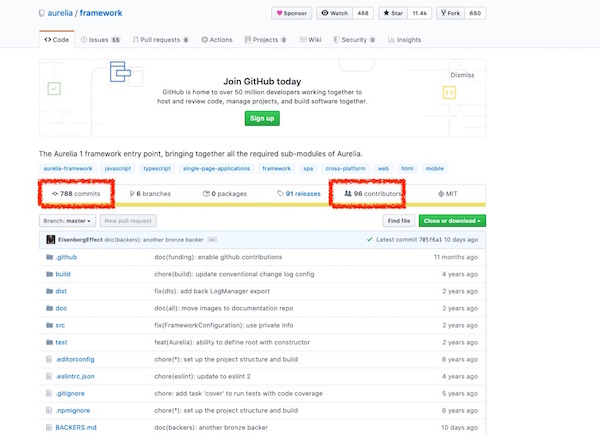 aurelia / framework
Sponsor Watch 468 Star 11.4k Fork 680
Code Issues 55 Pull requests 8 Actions Projects 0 Wiki Security 0 Insights
Join GitHub today
Dismiss
GitHub is home to over 50 million developers working together to
host and review code, manage projects, and build software together.
Sign up
The Aurelia 1 framework entry point, bringing together all the required sub-modules of Aurelia.
aurelia-framework javascript typescript single-page-applications framework spa cross-platform web html mobile
788 commits 6 branches 0 packages 91 releases 96 contributors MIT
Branch: master New pull request Find file Clone or download
EisenbergEffect doc(backers): another bronze backer ... Latest commit 785f6a1 10 days ago
.github doc(funding): enable github contributions 11 months ago
build chore(build): update conventional change log config 4 years ago
dist fix(dts): add back LogManager export 2 years ago
doc doc(all): move images to documentation repo 2 years ago
src fix(FrameworkConfiguration): use private info 2 years ago
test feat(Aurelia): ability to define root with constructor 2 years ago
.editorconfig chore(*): set up the project structure and build 6 years ago
.eslintrc.json chore(eslint): update to eslint 2 4 years ago
.gitignore chore: add task 'cover' to run tests with code coverage 5 years ago
.npmignore chore(*): set up the project structure and build 6 years ago
BACKERS.md doc(backers): another bronze backer 10 days ago